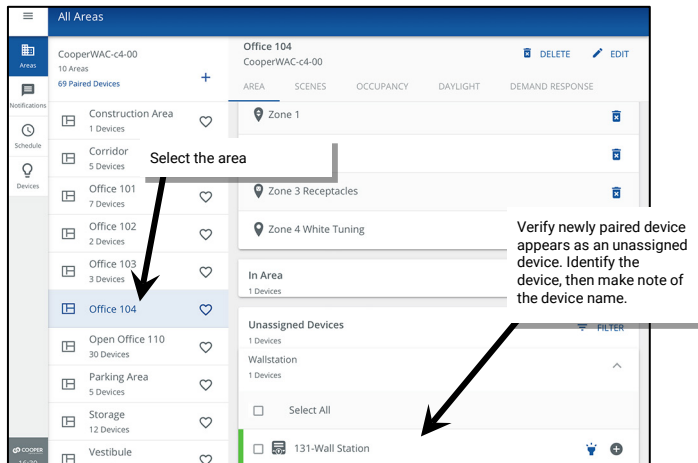 All Areas
Areas
Notifications
Schedule
Devices
COOPER
16:30
CooperWAC-c4-00
10 Areas
69 Paired Devices
+
Construction Area
1 Devices
Corridor
5 Devices
Office 101
7 Devices
Office 102
2 Devices
Office 103
3 Devices
Office 104
Open Office 110
30 Devices
Parking Area
5 Devices
Storage
12 Devices
Vestibule
Select the area
Office 104
CooperWAC-c4-00
DELETE
EDIT
AREA SCENES OCCUPANCY DAYLIGHT DEMAND RESPONSE
Zone 1
Zone 3 Receptacles
Zone 4 White Tuning
In Area
1 Devices
Unassigned Devices
1 Devices
FILTER
Wallstation
1 Devices
Select All
131-Wall Station
Verify newly paired device
appears as an unassigned
device. Identify the
device, then make note of
the device name.